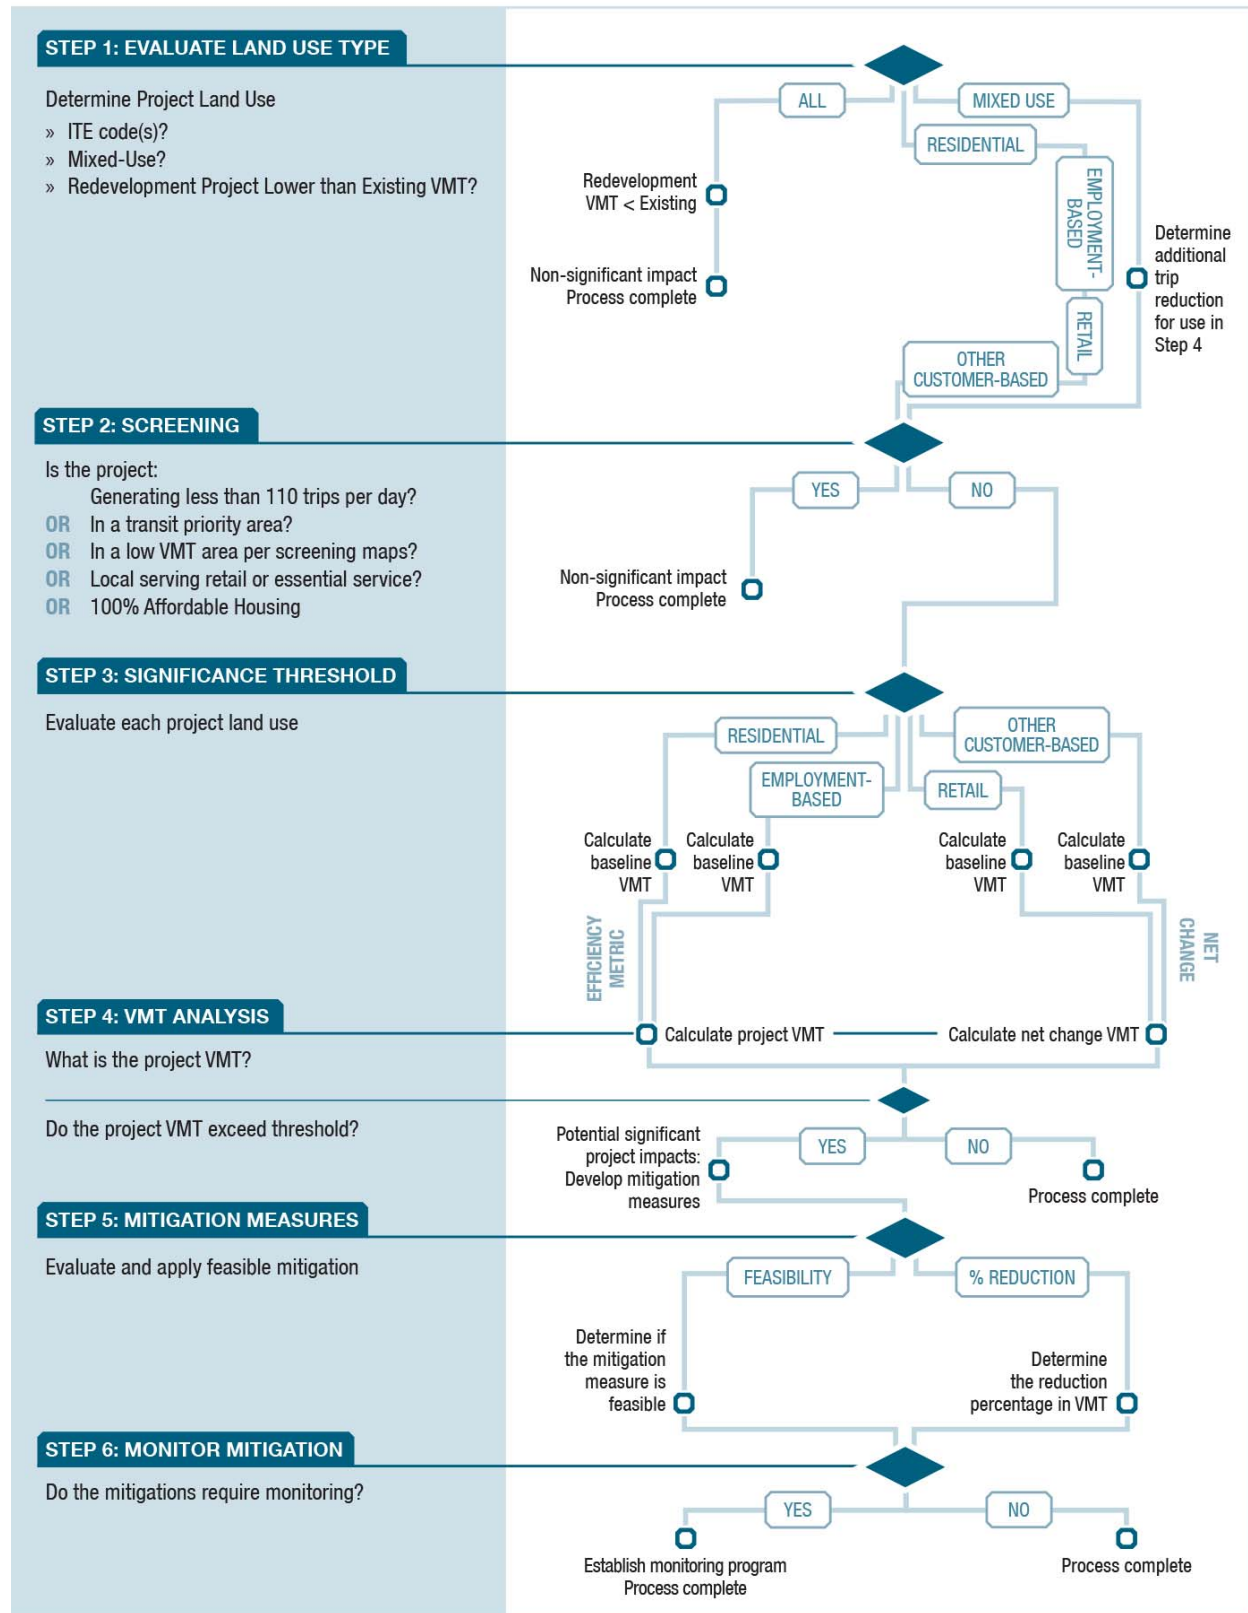 STEP 1: EVALUATE LAND USE TYPE
Determine Project Land Use
» ITE code(s)?
» Mixed-Use?
» Redevelopment Project Lower than Existing VMT?
ALL
MIXED USE
RESIDENTIAL
EMPLOYMENT-
BASED
RETAIL
OTHER
CUSTOMER-BASED
Redevelopment
VMT < Existing
Non-significant impact
Process complete
Determine
additional
trip
reduction
for use in
Step 4
STEP 2: SCREENING
Is the project:
Generating less than 110 trips per day?
OR In a transit priority area?
OR In a low VMT area per screening maps?
OR Local serving retail or essential service?
OR 100% Affordable Housing
YES
NO
Non-significant impact
Process complete
STEP 3: SIGNIFICANCE THRESHOLD
Evaluate each project land use
RESIDENTIAL
OTHER
CUSTOMER-BASED
EMPLOYMENT-
BASED
RETAIL
Calculate
baseline
VMT
Calculate
baseline
VMT
Calculate
baseline
VMT
Calculate
baseline
VMT
EFFICIENCY
METRIC
NET
CHANGE
STEP 4: VMT ANALYSIS
What is the project VMT?
Calculate project VMT
Calculate net change VMT
Do the project VMT exceed threshold?
YES
NO
Potential significant
project impacts:
Develop mitigation
measures
Process complete
STEP 5: MITIGATION MEASURES
Evaluate and apply feasible mitigation
FEASIBILITY
% REDUCTION
Determine if
the mitigation
measure is
feasible
Determine
the reduction
percentage in VMT
STEP 6: MONITOR MITIGATION
Do the mitigations require monitoring?
YES
NO
Establish monitoring program
Process complete
Process complete